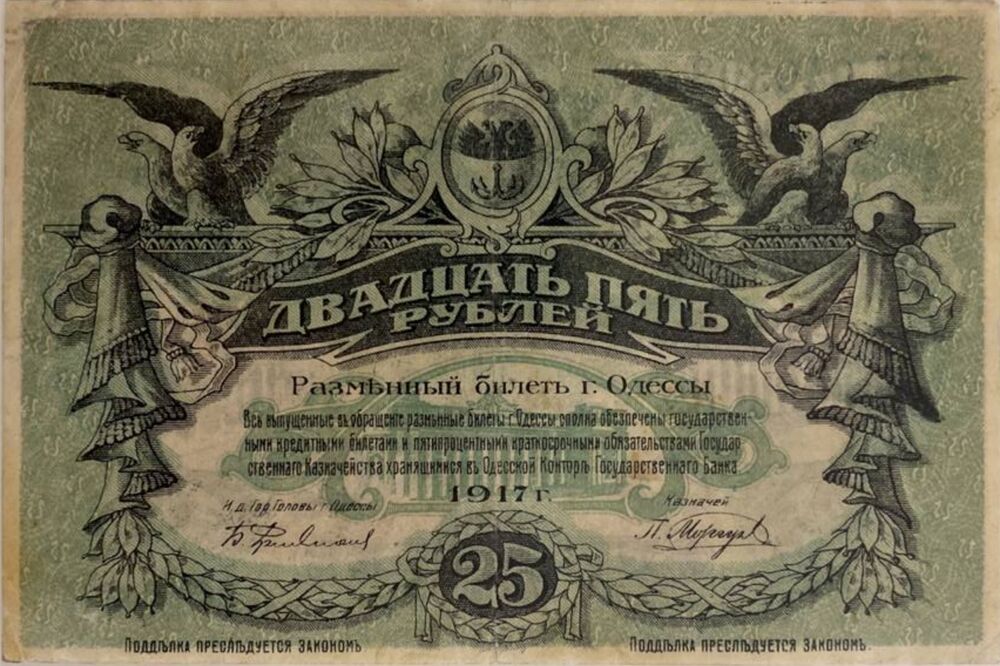 ДВАДЦАТЬ ПЯТЬ
РУБЛЕЙ
Размѣнный билетъ г. Одессы
Всѣ выпущенные въ обращенiе размѣнные билеты г. Одессы сполна обезпечены государствен-
ными кредитными билетами и пятипроцентными краткосрочными обязательствами Государ
ственнаго Казначейства хранящимися въ Одесской Конторѣ Государственнаго Банка
1917 г.
И. д. Гор. Головы г. Одессы
Казначей
25
Поддѣлка преслѣдуется закономъ
Поддѣлка преслѣдуется закономъ.